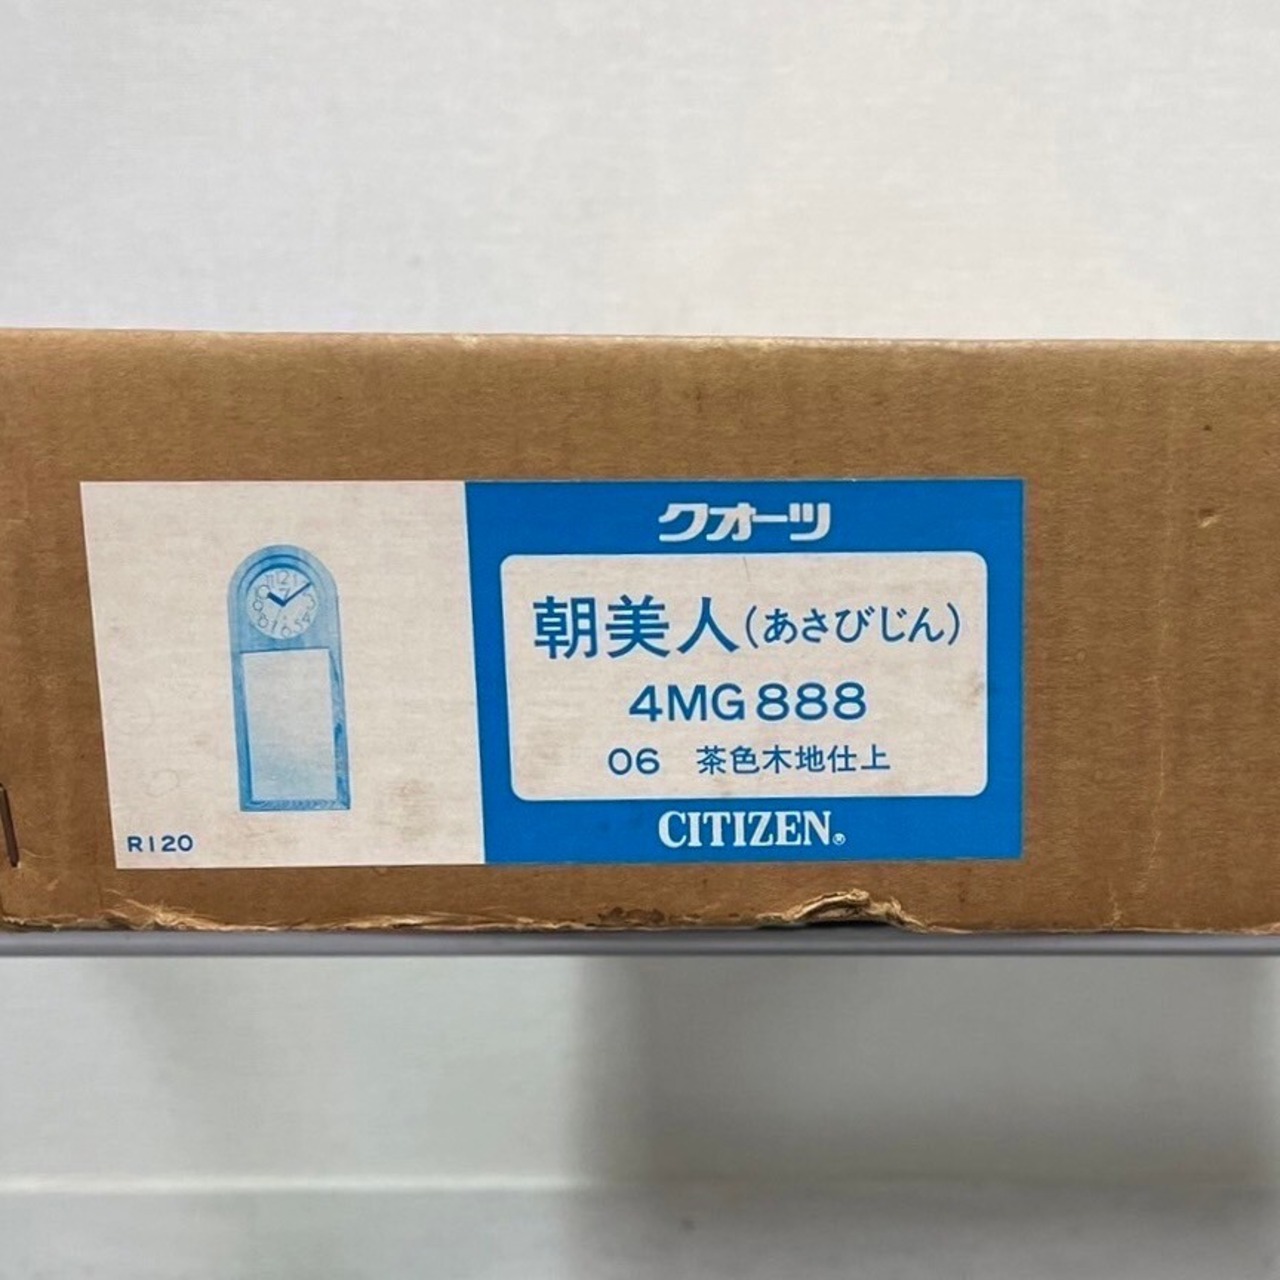 クオーツ
朝美人(あさびじん)
4MG888
06 茶色木地仕上
CITIZEN®
R120